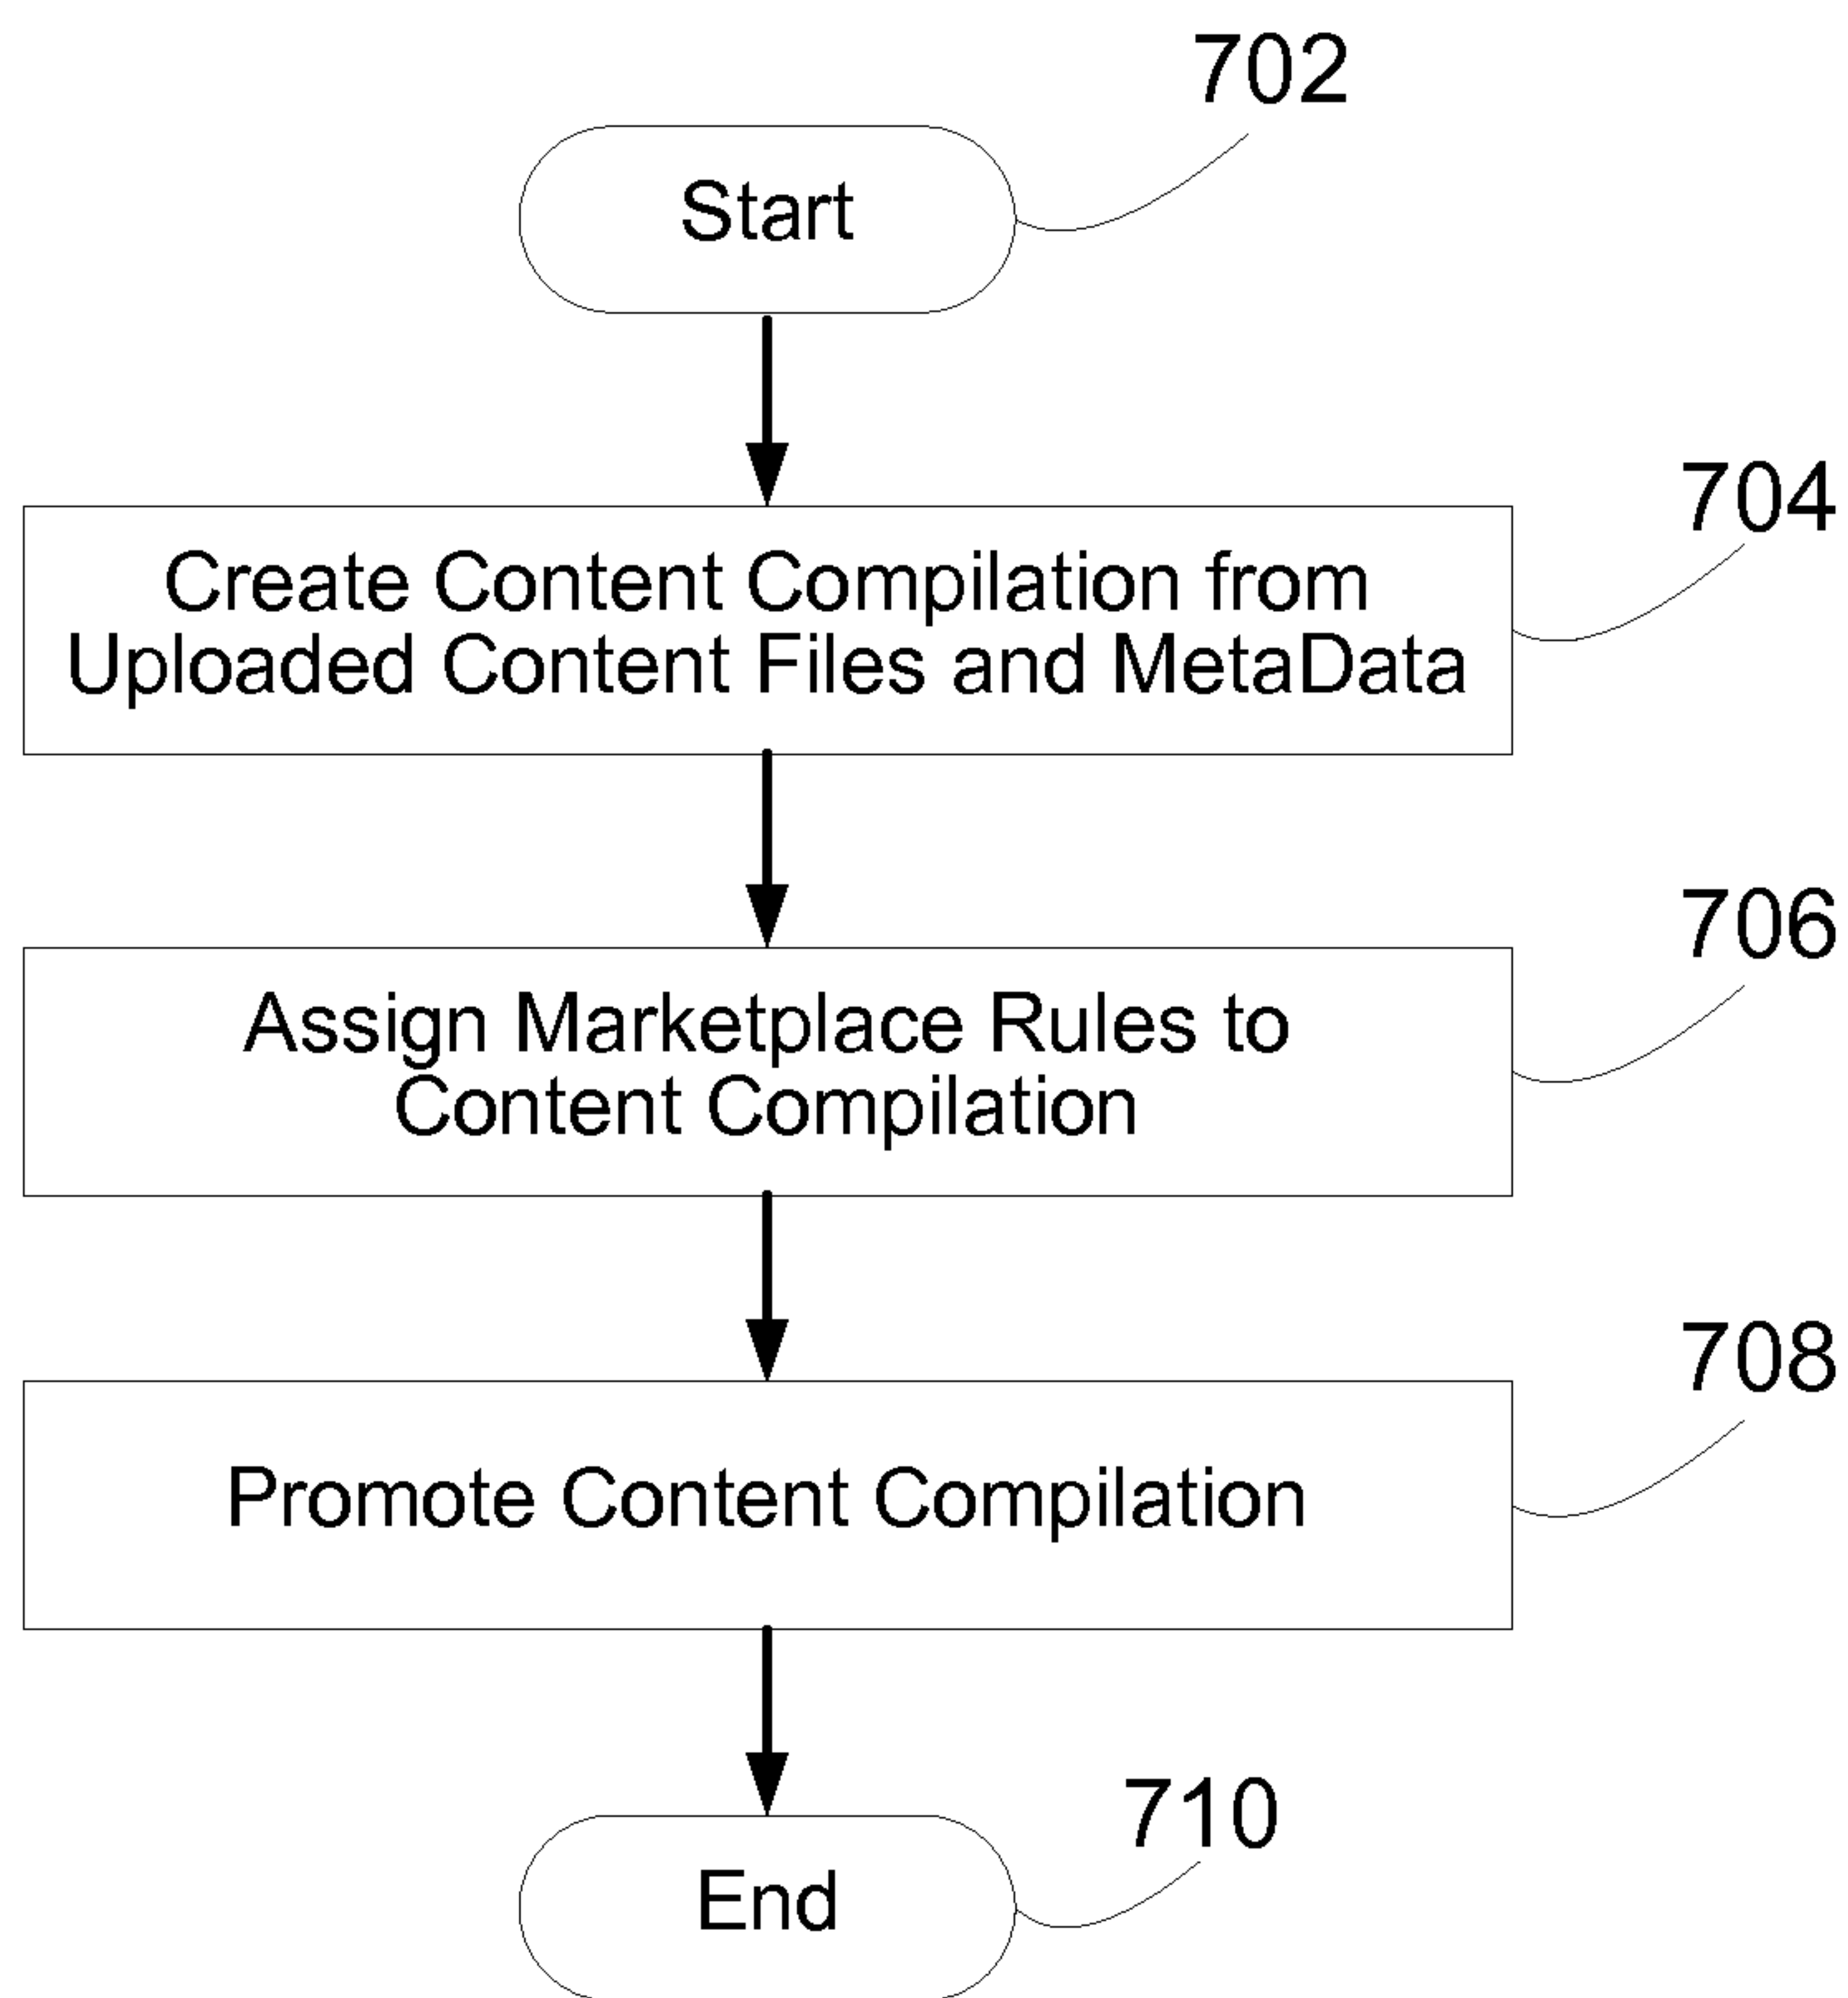 702
Start
704
Create Content Compilation from
Uploaded Content Files and MetaData
706
Assign Marketplace Rules to
Content Compilation
708
Promote Content Compilation
710
End